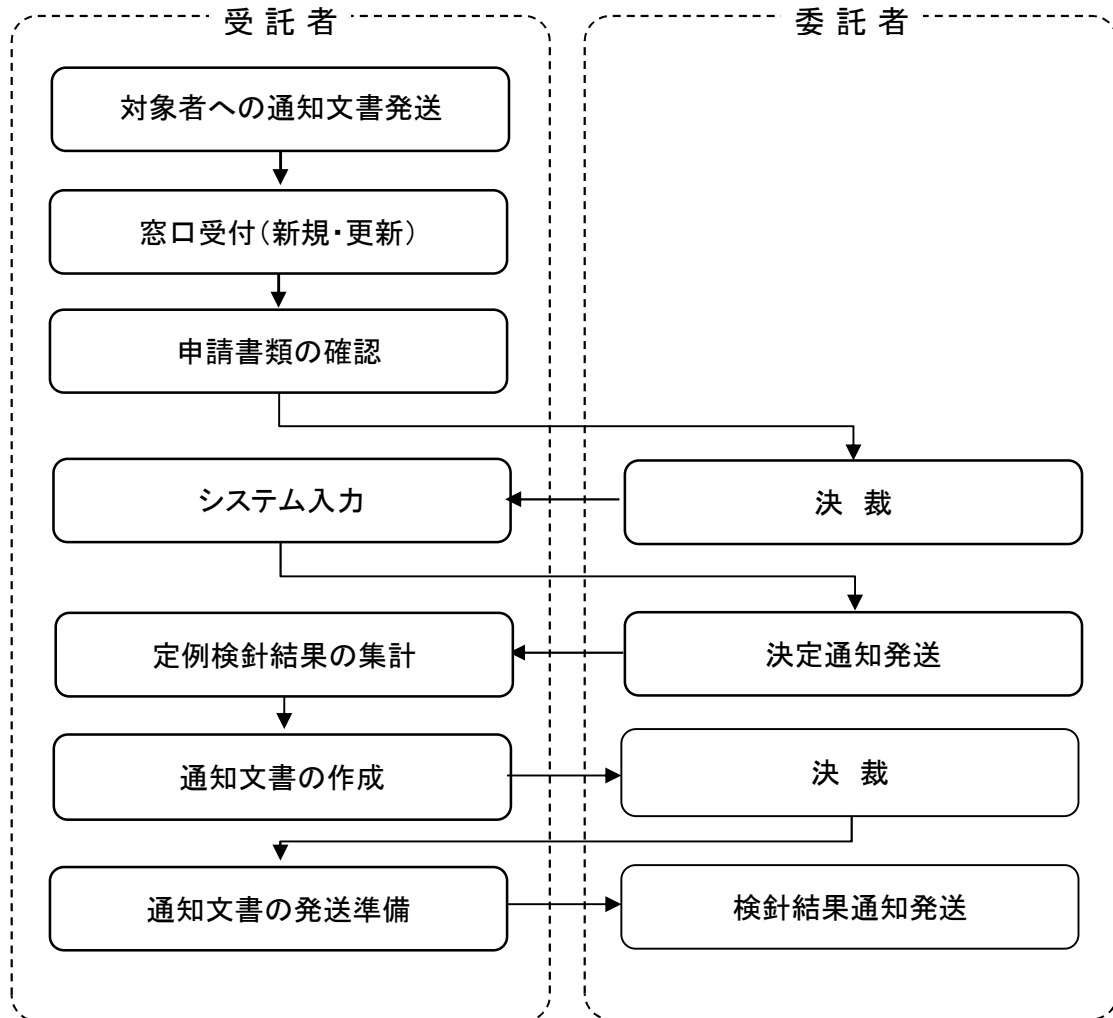 受 託 者
委 託 者
対象者への通知文書発送
窓口受付（新規・更新）
申請書類の確認
システム入力
決 裁
定例検針結果の集計
決定通知発送
通知文書の作成
決 裁
通知文書の発送準備
検針結果通知発送